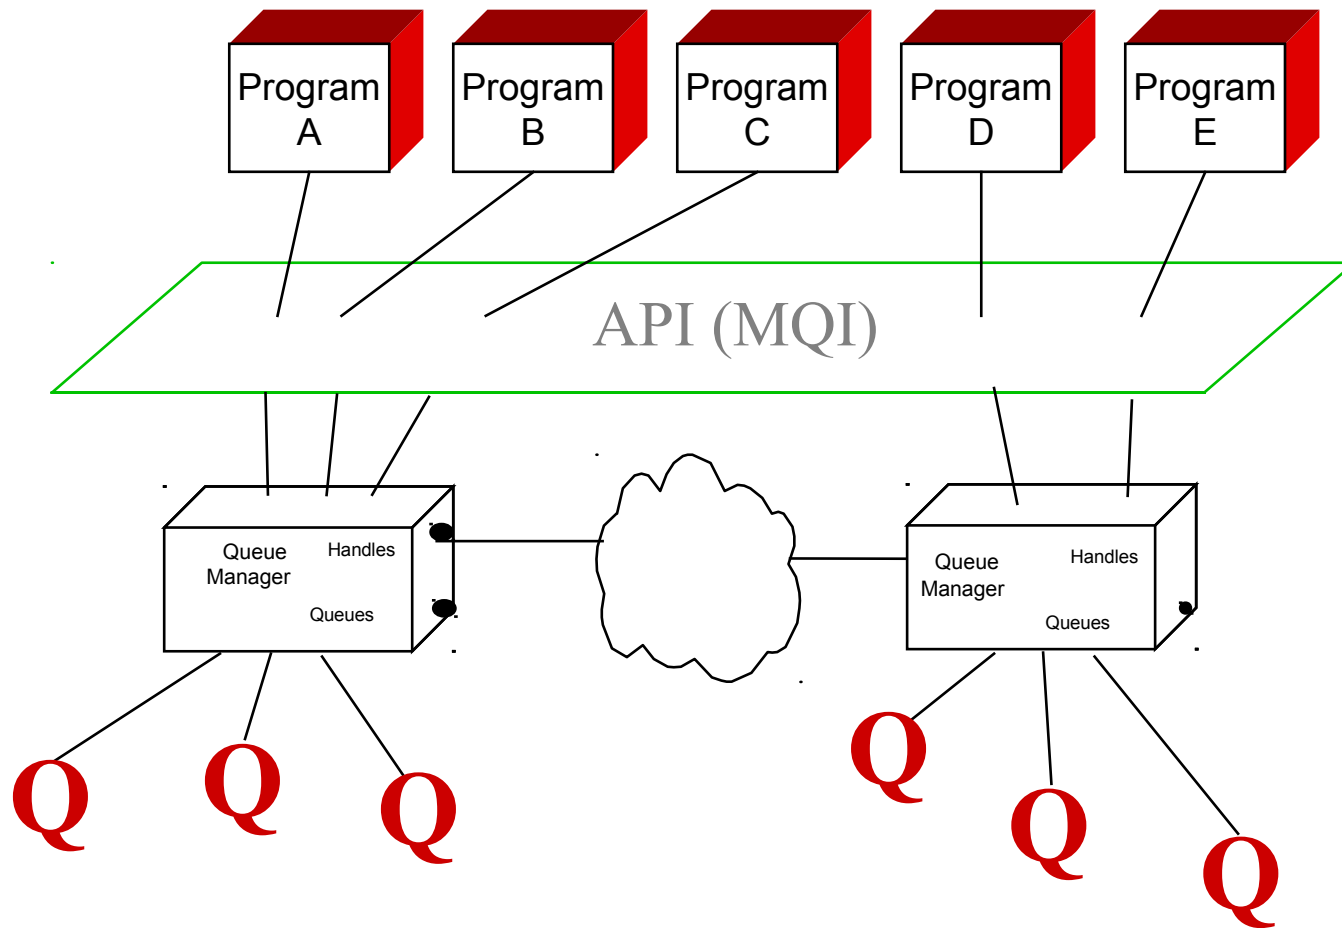 Program
A
Program
B
Program
C
Program
D
Program
E
API (MQI)
Queue
Manager
Handles
Queues
Queue
Manager
Handles
Queues
Q
Q
Q
Q
Q
Q